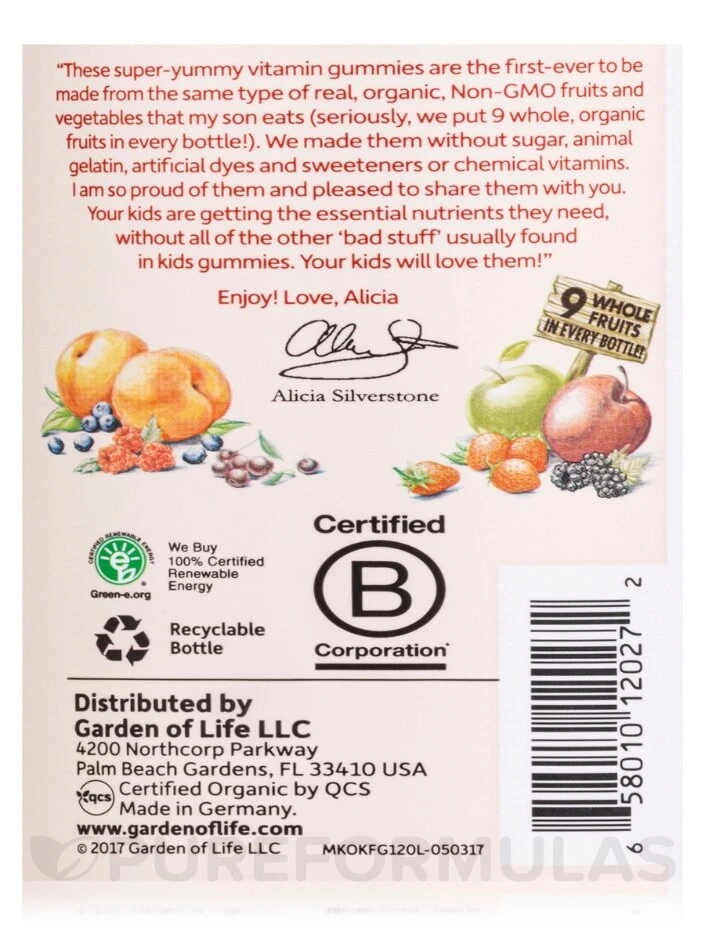 “These super-yummy vitamin gummies are the first-ever to be
made from the same type of real, organic, Non-GMO fruits and
vegetables that my son eats (seriously, we put 9 whole, organic
fruits in every bottle!). We made them without sugar, animal
gelatin, artificial dyes and sweeteners or chemical vitamins.
I am so proud of them and pleased to share them with you.
Your kids are getting the essential nutrients they need,
without all of the other ‘bad stuff’ usually found
in kids gummies. Your kids will love them!”
Enjoy! Love, Alicia
Alicia Silverstone
9 WHOLE
FRUITS
IN EVERY BOTTLE!
CERTIFIED RENEWABLE ENERGY
Green-e.org
We Buy
100% Certified
Renewable
Energy
Recyclable
Bottle
Certified
B
Corporation
Distributed by
Garden of Life LLC
4200 Northcorp Parkway
Palm Beach Gardens, FL 33410 USA
qcs
Certified Organic by QCS
Made in Germany.
www.gardenoflife.com
© 2017 Garden of Life LLC
MKOKFG120L-050317
6 58010 12027 2
PUREFORMULAS